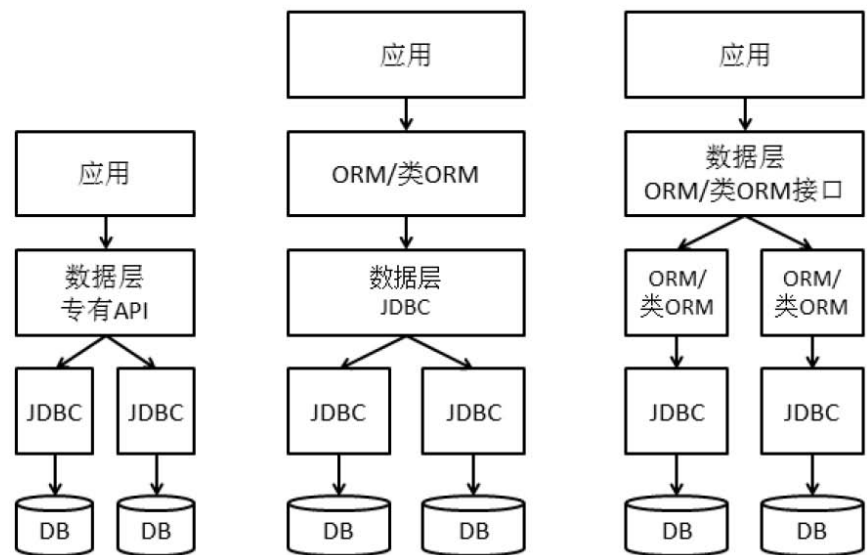 应用
数据层
专有API
JDBC
JDBC
DB
DB
应用
ORM/类ORM
数据层
JDBC
JDBC
JDBC
DB
DB
应用
数据层
ORM/类ORM接口
ORM/
类ORM
ORM/
类ORM
JDBC
JDBC
DB
DB